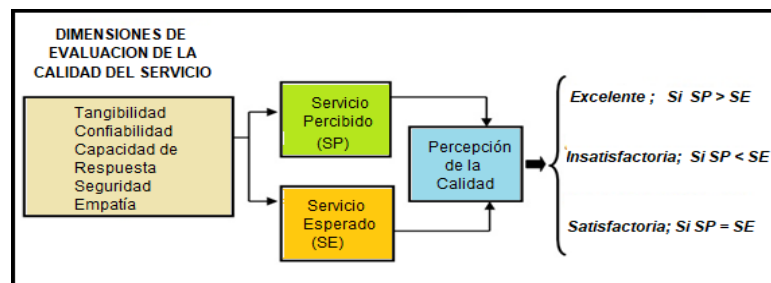 DIMENSIONES DE
EVALUACION DE LA
CALIDAD DEL SERVICIO
Tangibilidad
Confiabilidad
Capacidad de
Respuesta
Seguridad
Empatía
Servicio
Percibido
(SP)
Servicio
Esperado
(SE)
Percepción
de la
Calidad
Excelente ; Si SP > SE
Insatisfactoria; Si SP < SE
Satisfactoria; Si SP = SE